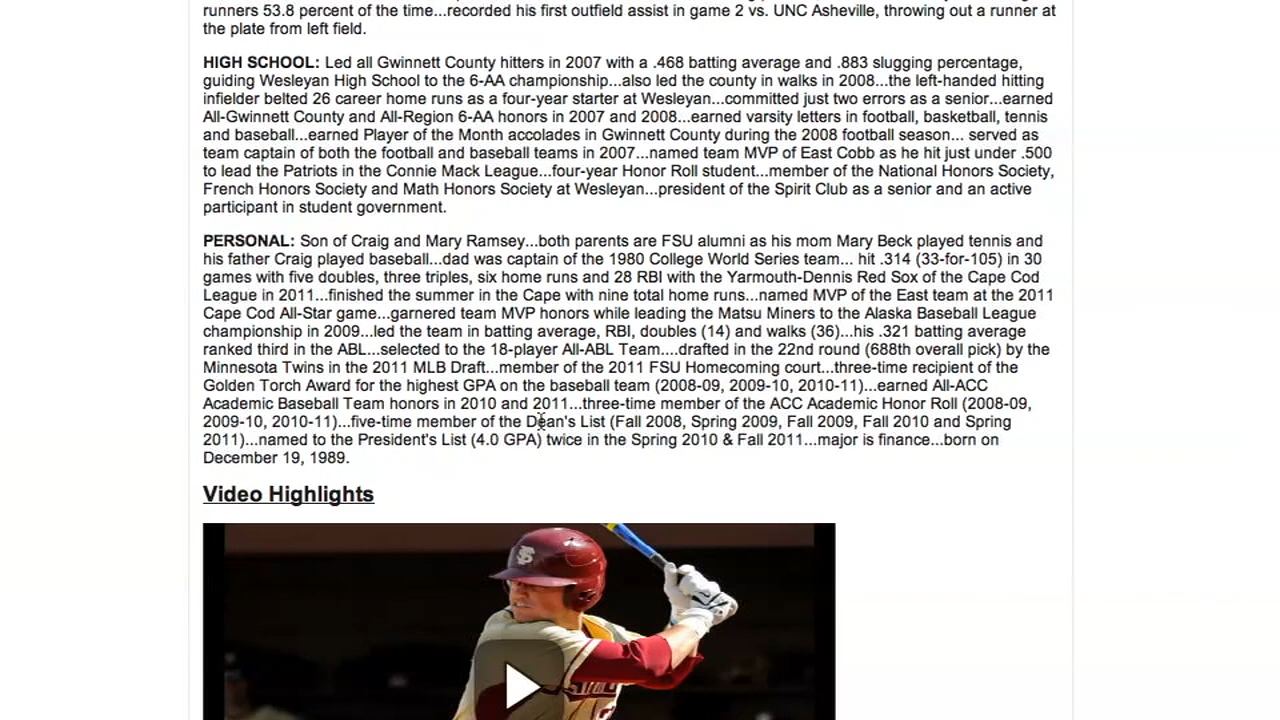 runners 53.8 percent of the time...recorded his first outfield assist in game 2 vs. UNC Asheville, throwing out a runner at
the plate from left field.
HIGH SCHOOL: Led all Gwinnett County hitters in 2007 with a .468 batting average and .883 slugging percentage,
guiding Wesleyan High School to the 6-AA championship...also led the county in walks in 2008...the left-handed hitting
infielder belted 26 career home runs as a four-year starter at Wesleyan...committed just two errors as a senior...earned
All-Gwinnett County and All-Region 6-AA honors in 2007 and 2008...earned varsity letters in football, basketball, tennis
and baseball...earned Player of the Month accolades in Gwinnett County during the 2008 football season... served as
team captain of both the football and baseball teams in 2007...named team MVP of East Cobb as he hit just under .500
to lead the Patriots in the Connie Mack League...four-year Honor Roll student...member of the National Honors Society,
French Honors Society and Math Honors Society at Wesleyan...president of the Spirit Club as a senior and an active
participant in student government.
PERSONAL: Son of Craig and Mary Ramsey...both parents are FSU alumni as his mom Mary Beck played tennis and
his father Craig played baseball...dad was captain of the 1980 College World Series team... hit .314 (33-for-105) in 30
games with five doubles, three triples, six home runs and 28 RBI with the Yarmouth-Dennis Red Sox of the Cape Cod
League in 2011...finished the summer in the Cape with nine total home runs...named MVP of the East team at the 2011
Cape Cod All-Star game...garnered team MVP honors while leading the Matsu Miners to the Alaska Baseball League
championship in 2009...led the team in batting average, RBI, doubles (14) and walks (36)...his .321 batting average
ranked third in the ABL...selected to the 18-player All-ABL Team....drafted in the 22nd round (688th overall pick) by the
Minnesota Twins in the 2011 MLB Draft...member of the 2011 FSU Homecoming court...three-time recipient of the
Golden Torch Award for the highest GPA on the baseball team (2008-09, 2009-10, 2010-11)...earned All-ACC
Academic Baseball Team honors in 2010 and 2011...three-time member of the ACC Academic Honor Roll (2008-09,
2009-10, 2010-11)...five-time member of the Dean's List (Fall 2008, Spring 2009, Fall 2009, Fall 2010 and Spring
2011)...named to the President's List (4.0 GPA) twice in the Spring 2010 & Fall 2011...major is finance...born on
December 19, 1989.
Video Highlights